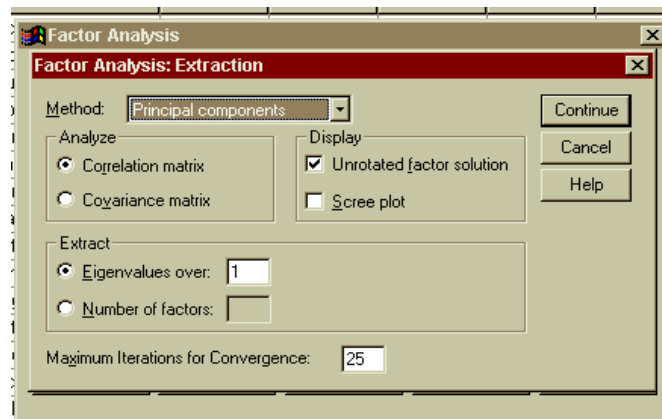 Factor Analysis
Factor Analysis: Extraction
Method: Principal components
Continue
Analyze
Display
Cancel
Correlation matrix
Unrotated factor solution
Help
Covariance matrix
Scree plot
Extract
Eigenvalues over: 1
Number of factors:
Maximum Iterations for Convergence: 25